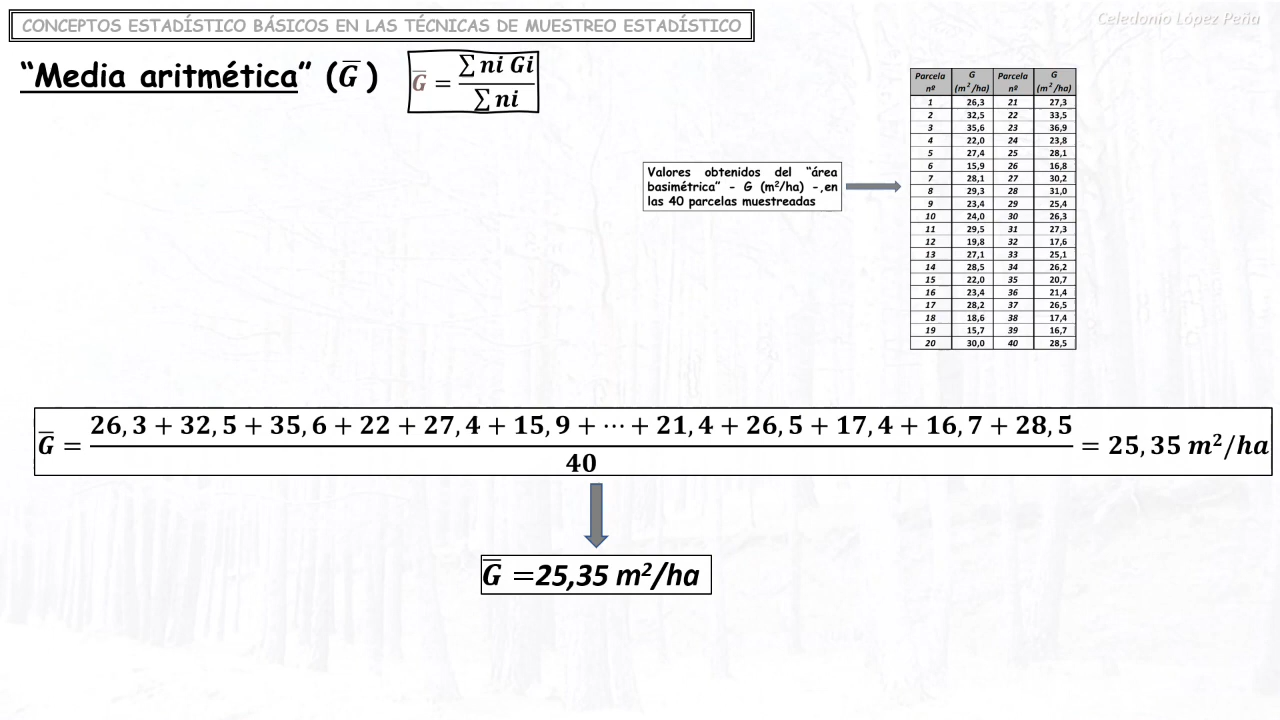 CONCEPTOS ESTADÍSTICO BÁSICOS EN LAS TÉCNICAS DE MUESTREO ESTADÍSTICO
Celedonio López Peña
“Media aritmética” (G̅ )
G̅ = ∑ ni Gi / ∑ ni
Valores obtenidos del “área
basimétrica” - G (m²/ha) -,en
las 40 parcelas muestreadas
Parcela nº G (m²/ha) Parcela nº G (m²/ha)
1 26,3 21 27,3
2 32,5 22 33,5
3 35,6 23 36,9
4 22,0 24 23,8
5 27,4 25 28,1
6 15,9 26 16,8
7 28,1 27 30,2
8 29,3 28 31,0
9 23,4 29 25,4
10 24,0 30 26,3
11 29,5 31 27,3
12 19,8 32 17,6
13 27,1 33 25,1
14 28,5 34 26,2
15 22,0 35 20,7
16 23,4 36 21,4
17 28,2 37 26,5
18 18,6 38 17,4
19 15,7 39 16,7
20 30,0 40 28,5
G̅ = 26,3 + 32,5 + 35,6 + 22 + 27,4 + 15,9 + ⋯ + 21,4 + 26,5 + 17,4 + 16,7 + 28,5 / 40 = 25,35 m²/ha
G̅ =25,35 m²/ha